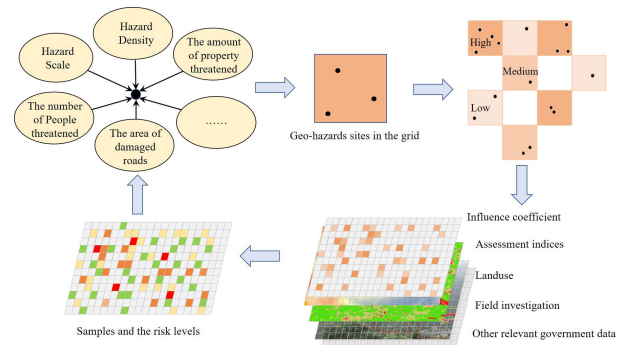 Hazard
Density
Hazard
Scale
The amount
of property
threatened
The number
of People
threatened
The area of
damaged
roads
......
Geo-hazards sites in the grid
High
Medium
Low
Influence coefficient
Assessment indices
Landuse
Field investigation
Other relevant government data
Samples and the risk levels